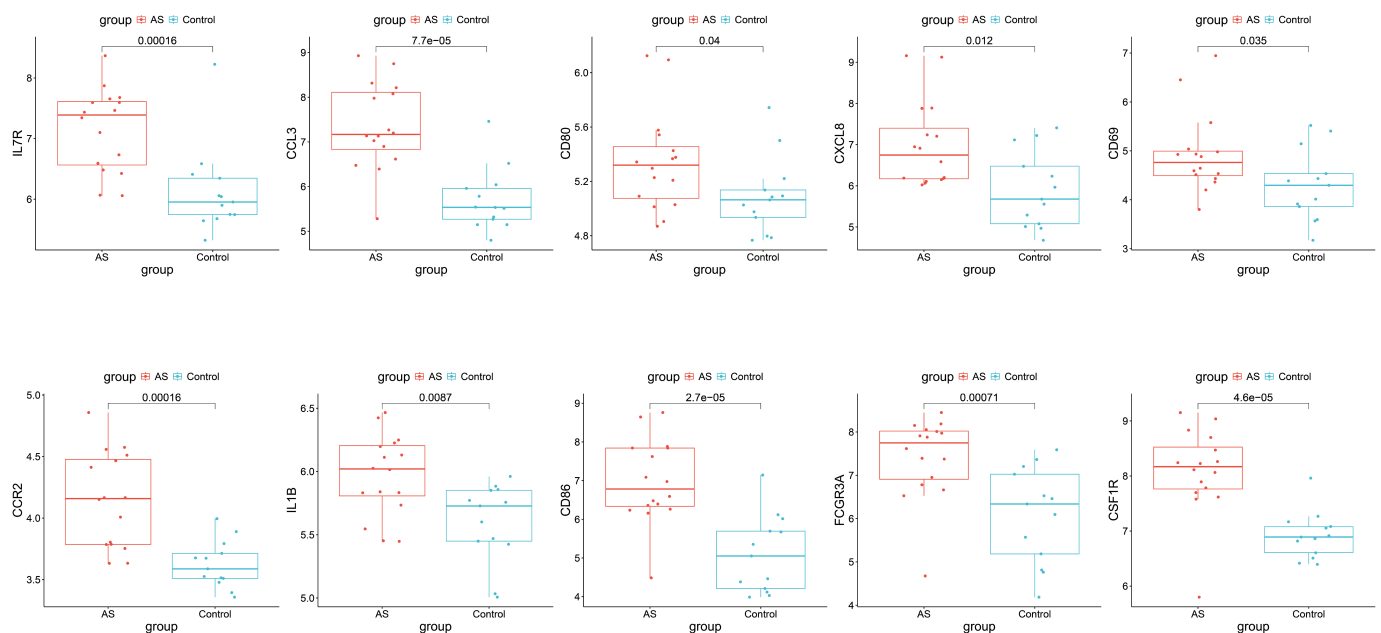 group AS Control
0.00016
IL7R
8
7
6
AS Control
group
group AS Control
7.7e-05
CCL3
9
8
7
6
5
AS Control
group
group AS Control
0.04
CD80
6.0
5.6
5.2
4.8
AS Control
group
group AS Control
0.012
CXCL8
9
8
7
6
5
AS Control
group
group AS Control
0.035
CD69
7
6
5
4
3
AS Control
group
group AS Control
0.00016
CCR2
5.0
4.5
4.0
3.5
AS Control
group
group AS Control
0.0087
IL1B
6.5
6.0
5.5
5.0
AS Control
group
group AS Control
2.7e-05
CD86
9
8
7
6
5
4
AS Control
group
group AS Control
0.00071
FCGR3A
8
7
6
5
4
AS Control
group
group AS Control
4.6e-05
CSF1R
9
8
7
6
AS Control
group